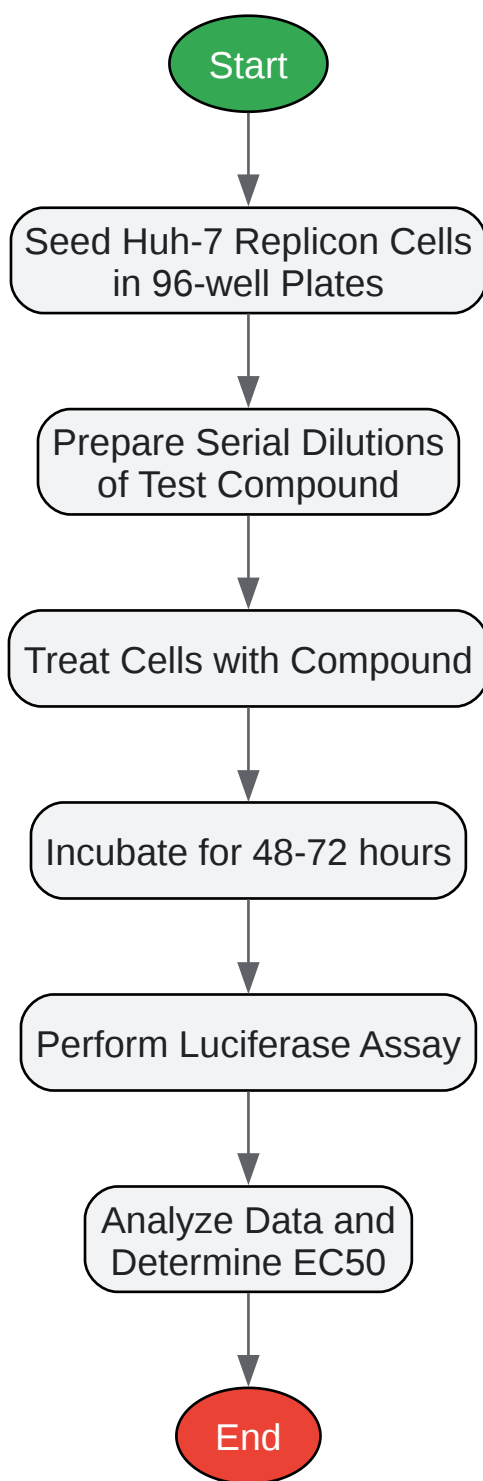 Start
Seed Huh-7 Replicon Cells
in 96-well Plates
Prepare Serial Dilutions
of Test Compound
Treat Cells with Compound
Incubate for 48-72 hours
Perform Luciferase Assay
Analyze Data and
Determine EC50
End